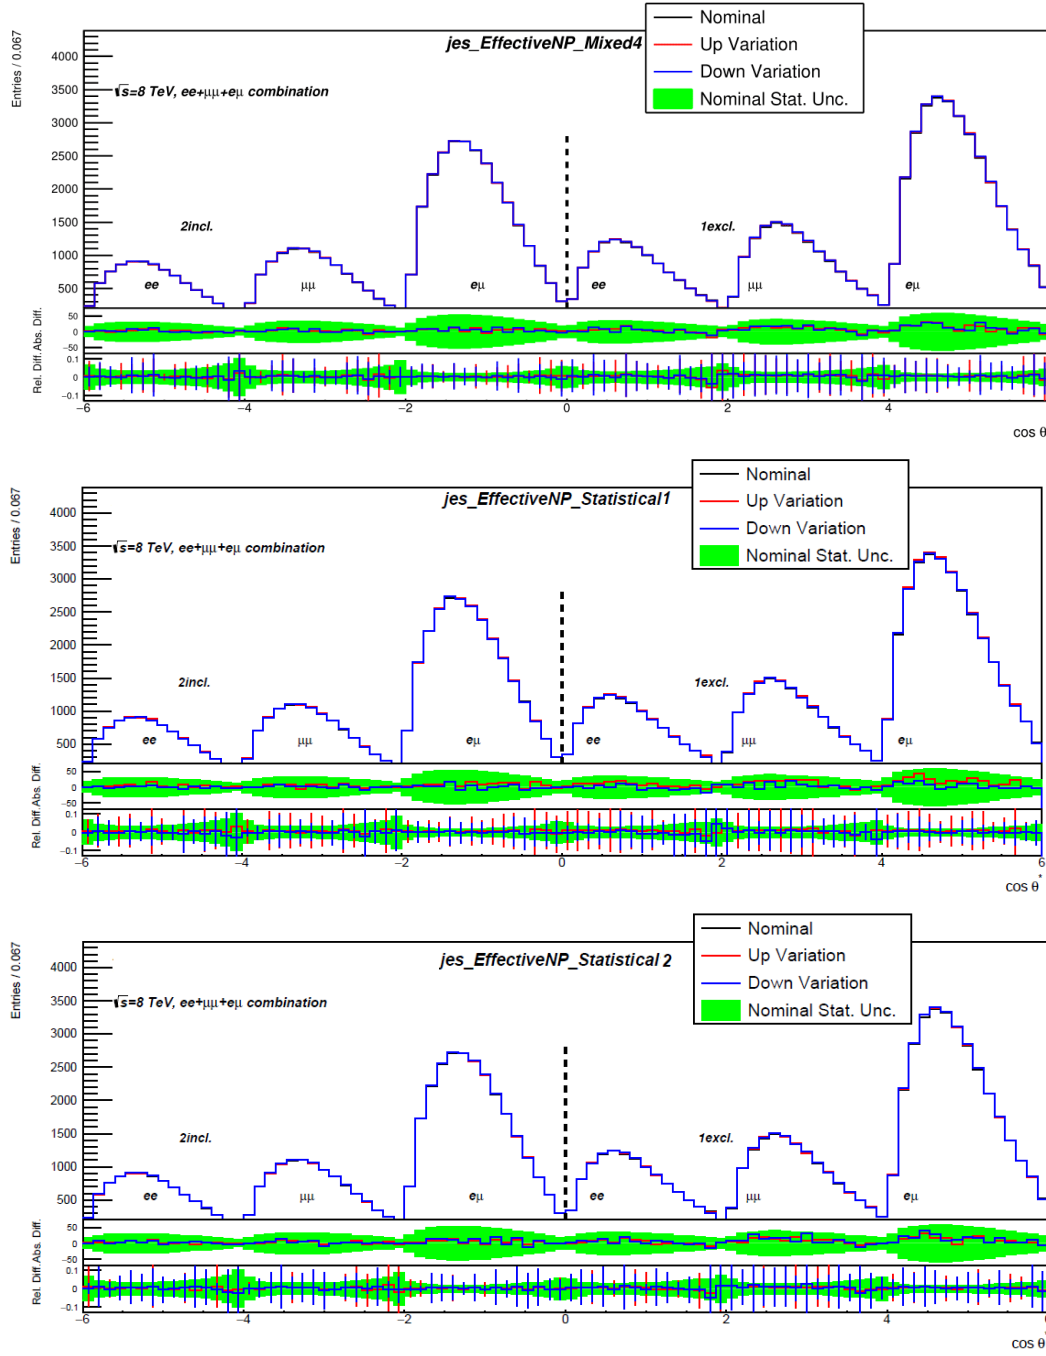 jes_EffectiveNP_Mixed4
Nominal
Up Variation
Down Variation
Nominal Stat. Unc.
Entries / 0.067
√s=8 TeV, ee+μμ+eμ combination
4000
3500
3000
2500
2000
1500
1000
500
2incl.
1excl.
ee μμ eμ ee μμ eμ
Abs. Diff.
50
0
−50
Rel. Diff.
0.1
0
−0.1
−6 −4 −2 0 2 4
cos θ
jes_EffectiveNP_Statistical1
Nominal
Up Variation
Down Variation
Nominal Stat. Unc.
Entries / 0.067
√s=8 TeV, ee+μμ+eμ combination
4000
3500
3000
2500
2000
1500
1000
500
2incl.
1excl.
ee μμ eμ ee μμ eμ
Abs. Diff.
50
0
−50
Rel. Diff.
0.1
0
−0.1
−6 −4 −2 0 2 4 6
cos θ*
jes_EffectiveNP_Statistical 2
Nominal
Up Variation
Down Variation
Nominal Stat. Unc.
Entries / 0.067
√s=8 TeV, ee+μμ+eμ combination
4000
3500
3000
2500
2000
1500
1000
500
2incl.
1excl.
ee μμ eμ ee μμ eμ
Abs. Diff.
50
0
−50
Rel. Diff.
0.1
0
−0.1
−6 −4 −2 0 2 4
cos θ